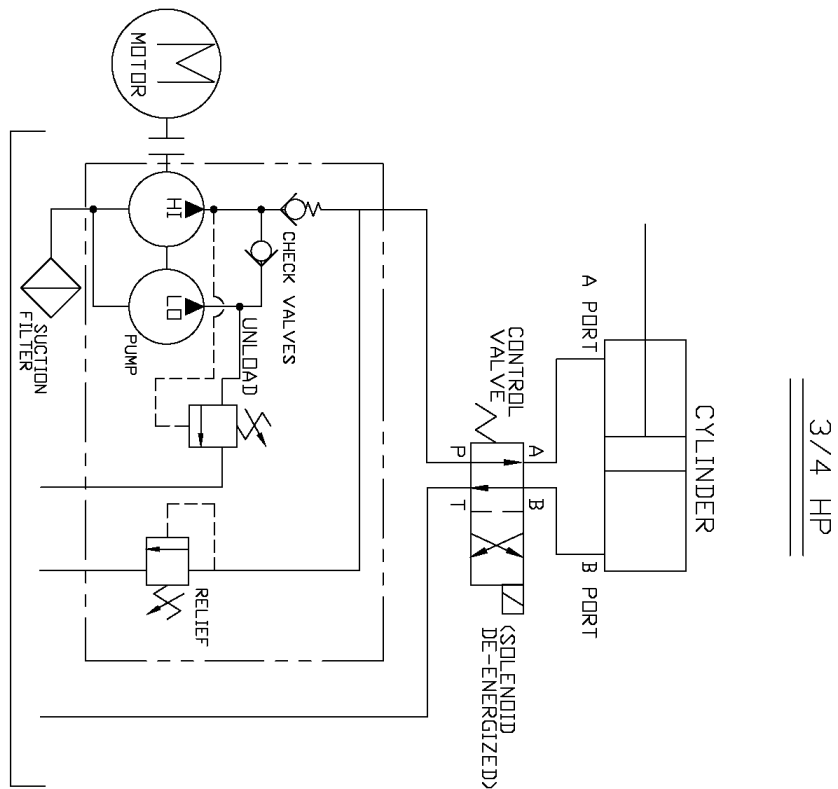 3/4 HP
CYLINDER
A PORT
B PORT
CONTROL
VALVE
A
B
P
T
(SOLENOID
DE-ENERGIZED)
CHECK VALVES
UNLOAD
RELIEF
HI
LO
PUMP
M
MOTOR
SUCTION
FILTER